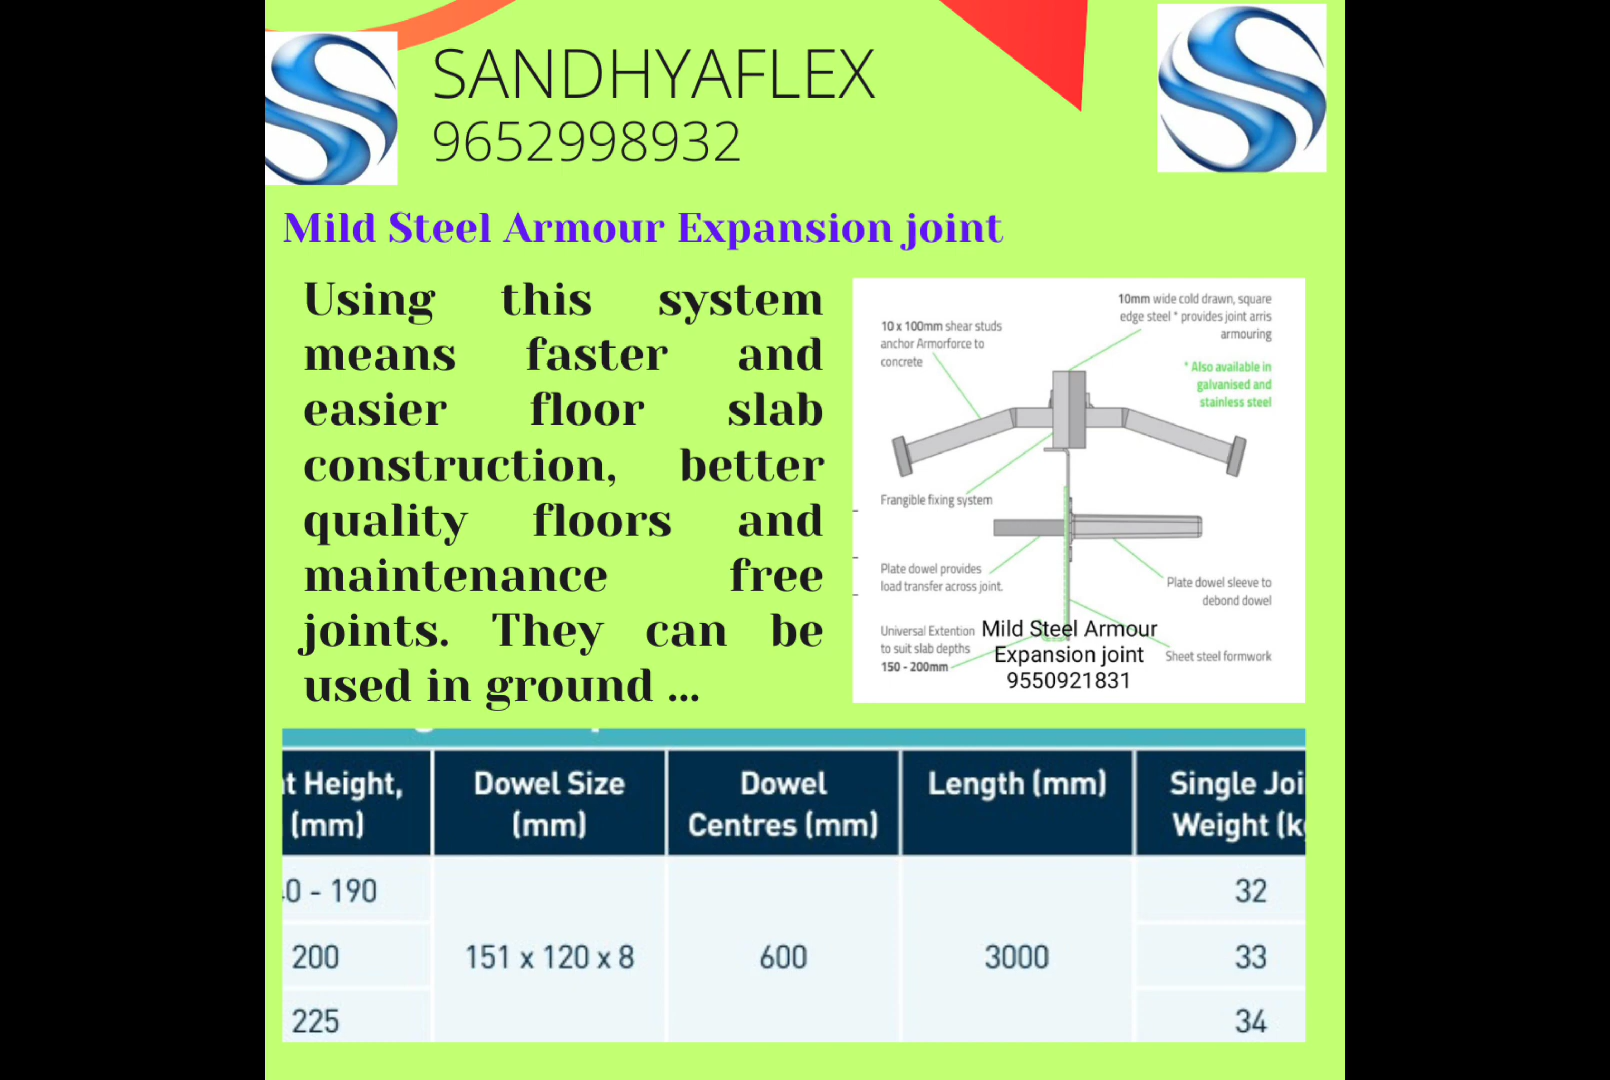 SANDHYAFLEX
9652998932
Mild Steel Armour Expansion joint
Using this system
means faster and
easier floor slab
construction, better
quality floors and
maintenance free
joints. They can be
used in ground ...
10mm wide cold drawn, square
edge steel * provides joint arris
armouring
10 x 100mm shear studs
anchor Armorforce to
concrete
* Also available in
galvanised and
stainless steel
Frangible fixing system
Plate dowel provides
load transfer across joint.
Plate dowel sleeve to
debond dowel
Universal Extention
to suit slab depths
150 - 200mm
Sheet steel formwork
Mild Steel Armour
Expansion joint
9550921831
t Height,
(mm)
Dowel Size
(mm)
Dowel
Centres (mm)
Length (mm)
Single Joi
Weight (k
0 - 190
32
200
151 x 120 x 8
600
3000
33
225
34